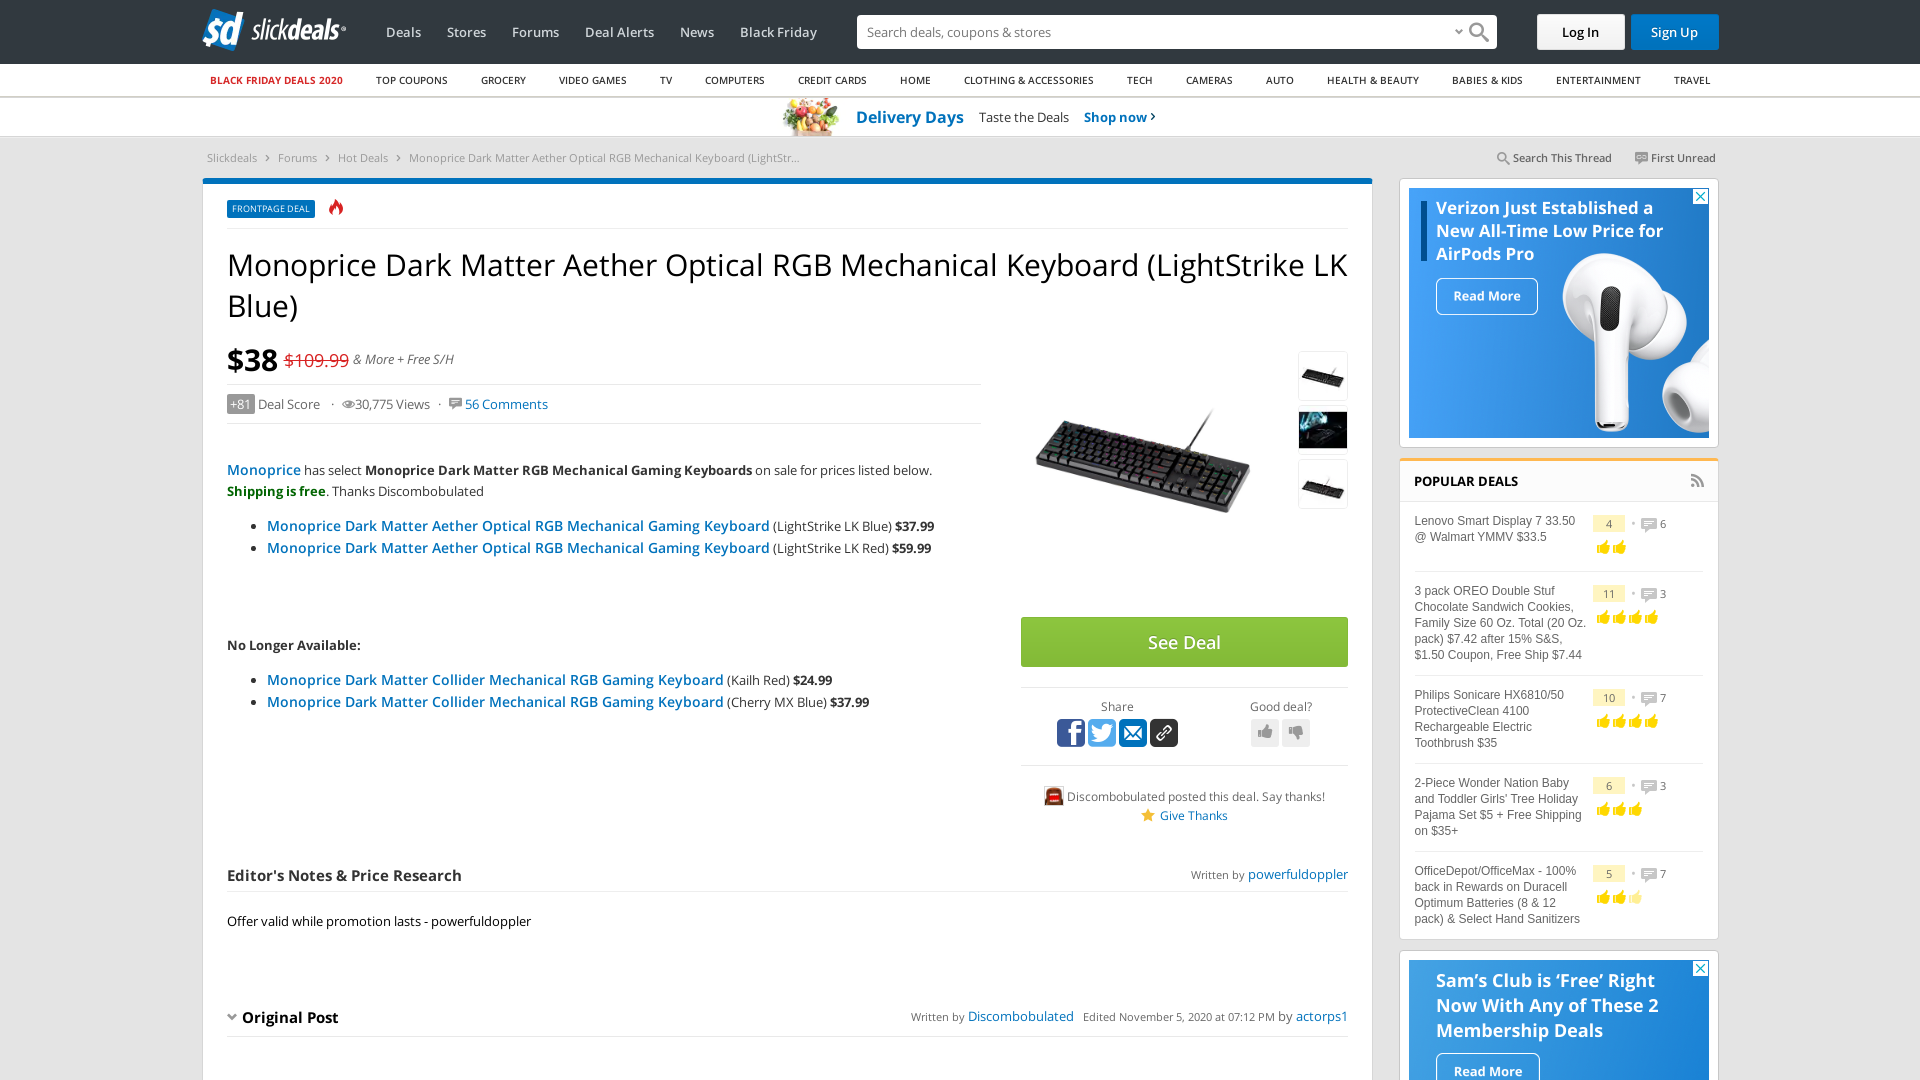 $d slickdeals
Deals
Stores
Forums
Deal Alerts
News
Black Friday
Search deals, coupons & stores
Log In
Sign Up
BLACK FRIDAY DEALS 2020
TOP COUPONS
GROCERY
VIDEO GAMES
TV
COMPUTERS
CREDIT CARDS
HOME
CLOTHING & ACCESSORIES
TECH
CAMERAS
AUTO
HEALTH & BEAUTY
BABIES & KIDS
ENTERTAINMENT
TRAVEL
Delivery Days Taste the Deals Shop now ›
Slickdeals › Forums › Hot Deals › Monoprice Dark Matter Aether Optical RGB Mechanical Keyboard (LightStr...
Search This Thread
First Unread
FRONTPAGE DEAL
Monoprice Dark Matter Aether Optical RGB Mechanical Keyboard (LightStrike LK
Blue)
$38 $109.99 & More + Free S/H
+81 Deal Score · 30,775 Views · 56 Comments
Monoprice has select Monoprice Dark Matter RGB Mechanical Gaming Keyboards on sale for prices listed below.
Shipping is free. Thanks Discombobulated
• Monoprice Dark Matter Aether Optical RGB Mechanical Gaming Keyboard (LightStrike LK Blue) $37.99
• Monoprice Dark Matter Aether Optical RGB Mechanical Gaming Keyboard (LightStrike LK Red) $59.99
No Longer Available:
• Monoprice Dark Matter Collider Mechanical RGB Gaming Keyboard (Kailh Red) $24.99
• Monoprice Dark Matter Collider Mechanical RGB Gaming Keyboard (Cherry MX Blue) $37.99
See Deal
Share
Good deal?
Discombobulated posted this deal. Say thanks!
Give Thanks
Editor's Notes & Price Research
Written by powerfuldoppler
Offer valid while promotion lasts - powerfuldoppler
Original Post
Written by Discombobulated Edited November 5, 2020 at 07:12 PM by actorps1
Verizon Just Established a
New All-Time Low Price for
AirPods Pro
Read More
POPULAR DEALS
Lenovo Smart Display 7 33.50
@ Walmart YMMV $33.5
4 • 6
3 pack OREO Double Stuf
Chocolate Sandwich Cookies,
Family Size 60 Oz. Total (20 Oz.
pack) $7.42 after 15% S&S,
$1.50 Coupon, Free Ship $7.44
11 • 3
Philips Sonicare HX6810/50
ProtectiveClean 4100
Rechargeable Electric
Toothbrush $35
10 • 7
2-Piece Wonder Nation Baby
and Toddler Girls' Tree Holiday
Pajama Set $5 + Free Shipping
on $35+
6 • 3
OfficeDepot/OfficeMax - 100%
back in Rewards on Duracell
Optimum Batteries (8 & 12
pack) & Select Hand Sanitizers
5 • 7
Sam's Club is ‘Free’ Right
Now With Any of These 2
Membership Deals
Read More